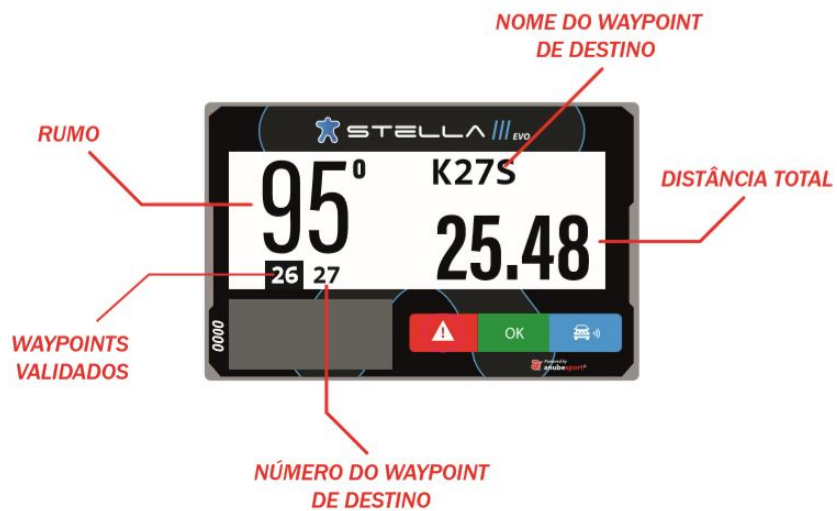 NOME DO WAYPOINT
DE DESTINO
STELLA III EVO
RUMO
95°
K27S
DISTÂNCIA TOTAL
25.48
26 27
0000
OK
WAYPOINTS
VALIDADOS
Powered by
anubesport®
NÚMERO DO WAYPOINT
DE DESTINO